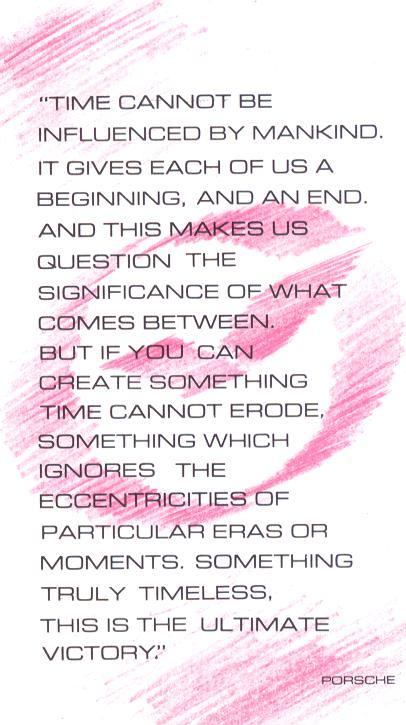 “TIME CANNOT BE
INFLUENCED BY MANKIND.
IT GIVES EACH OF US A
BEGINNING, AND AN END.
AND THIS MAKES US
QUESTION THE
SIGNIFICANCE OF WHAT
COMES BETWEEN.
BUT IF YOU CAN
CREATE SOMETHING
TIME CANNOT ERODE,
SOMETHING WHICH
IGNORES THE
ECCENTRICITIES OF
PARTICULAR ERAS OR
MOMENTS. SOMETHING
TRULY TIMELESS,
THIS IS THE ULTIMATE
VICTORY.”
PORSCHE